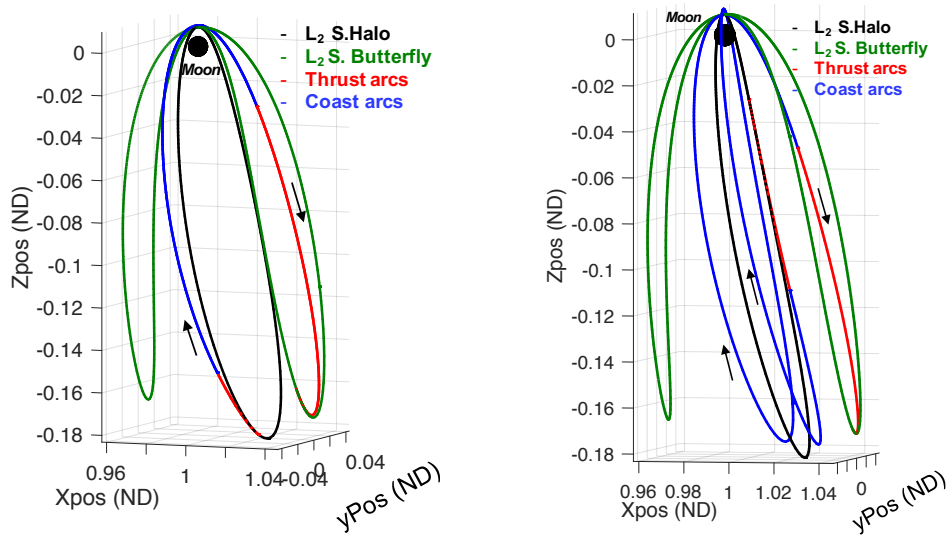 L₂ S.Halo
L₂ S. Butterfly
Thrust arcs
Coast arcs
Moon
0
-0.02
-0.04
-0.06
-0.08
-0.1
-0.12
-0.14
-0.16
-0.18
Zpos (ND)
0.96
1
1.04
Xpos (ND)
-0.04
0
0.04
yPos (ND)
Moon
L₂ S.Halo
L₂ S. Butterfly
Thrust arcs
Coast arcs
0
-0.02
-0.04
-0.06
-0.08
-0.1
-0.12
-0.14
-0.16
-0.18
Zpos (ND)
0.96 0.98 1 1.02 1.04
Xpos (ND)
0
yPos (ND)